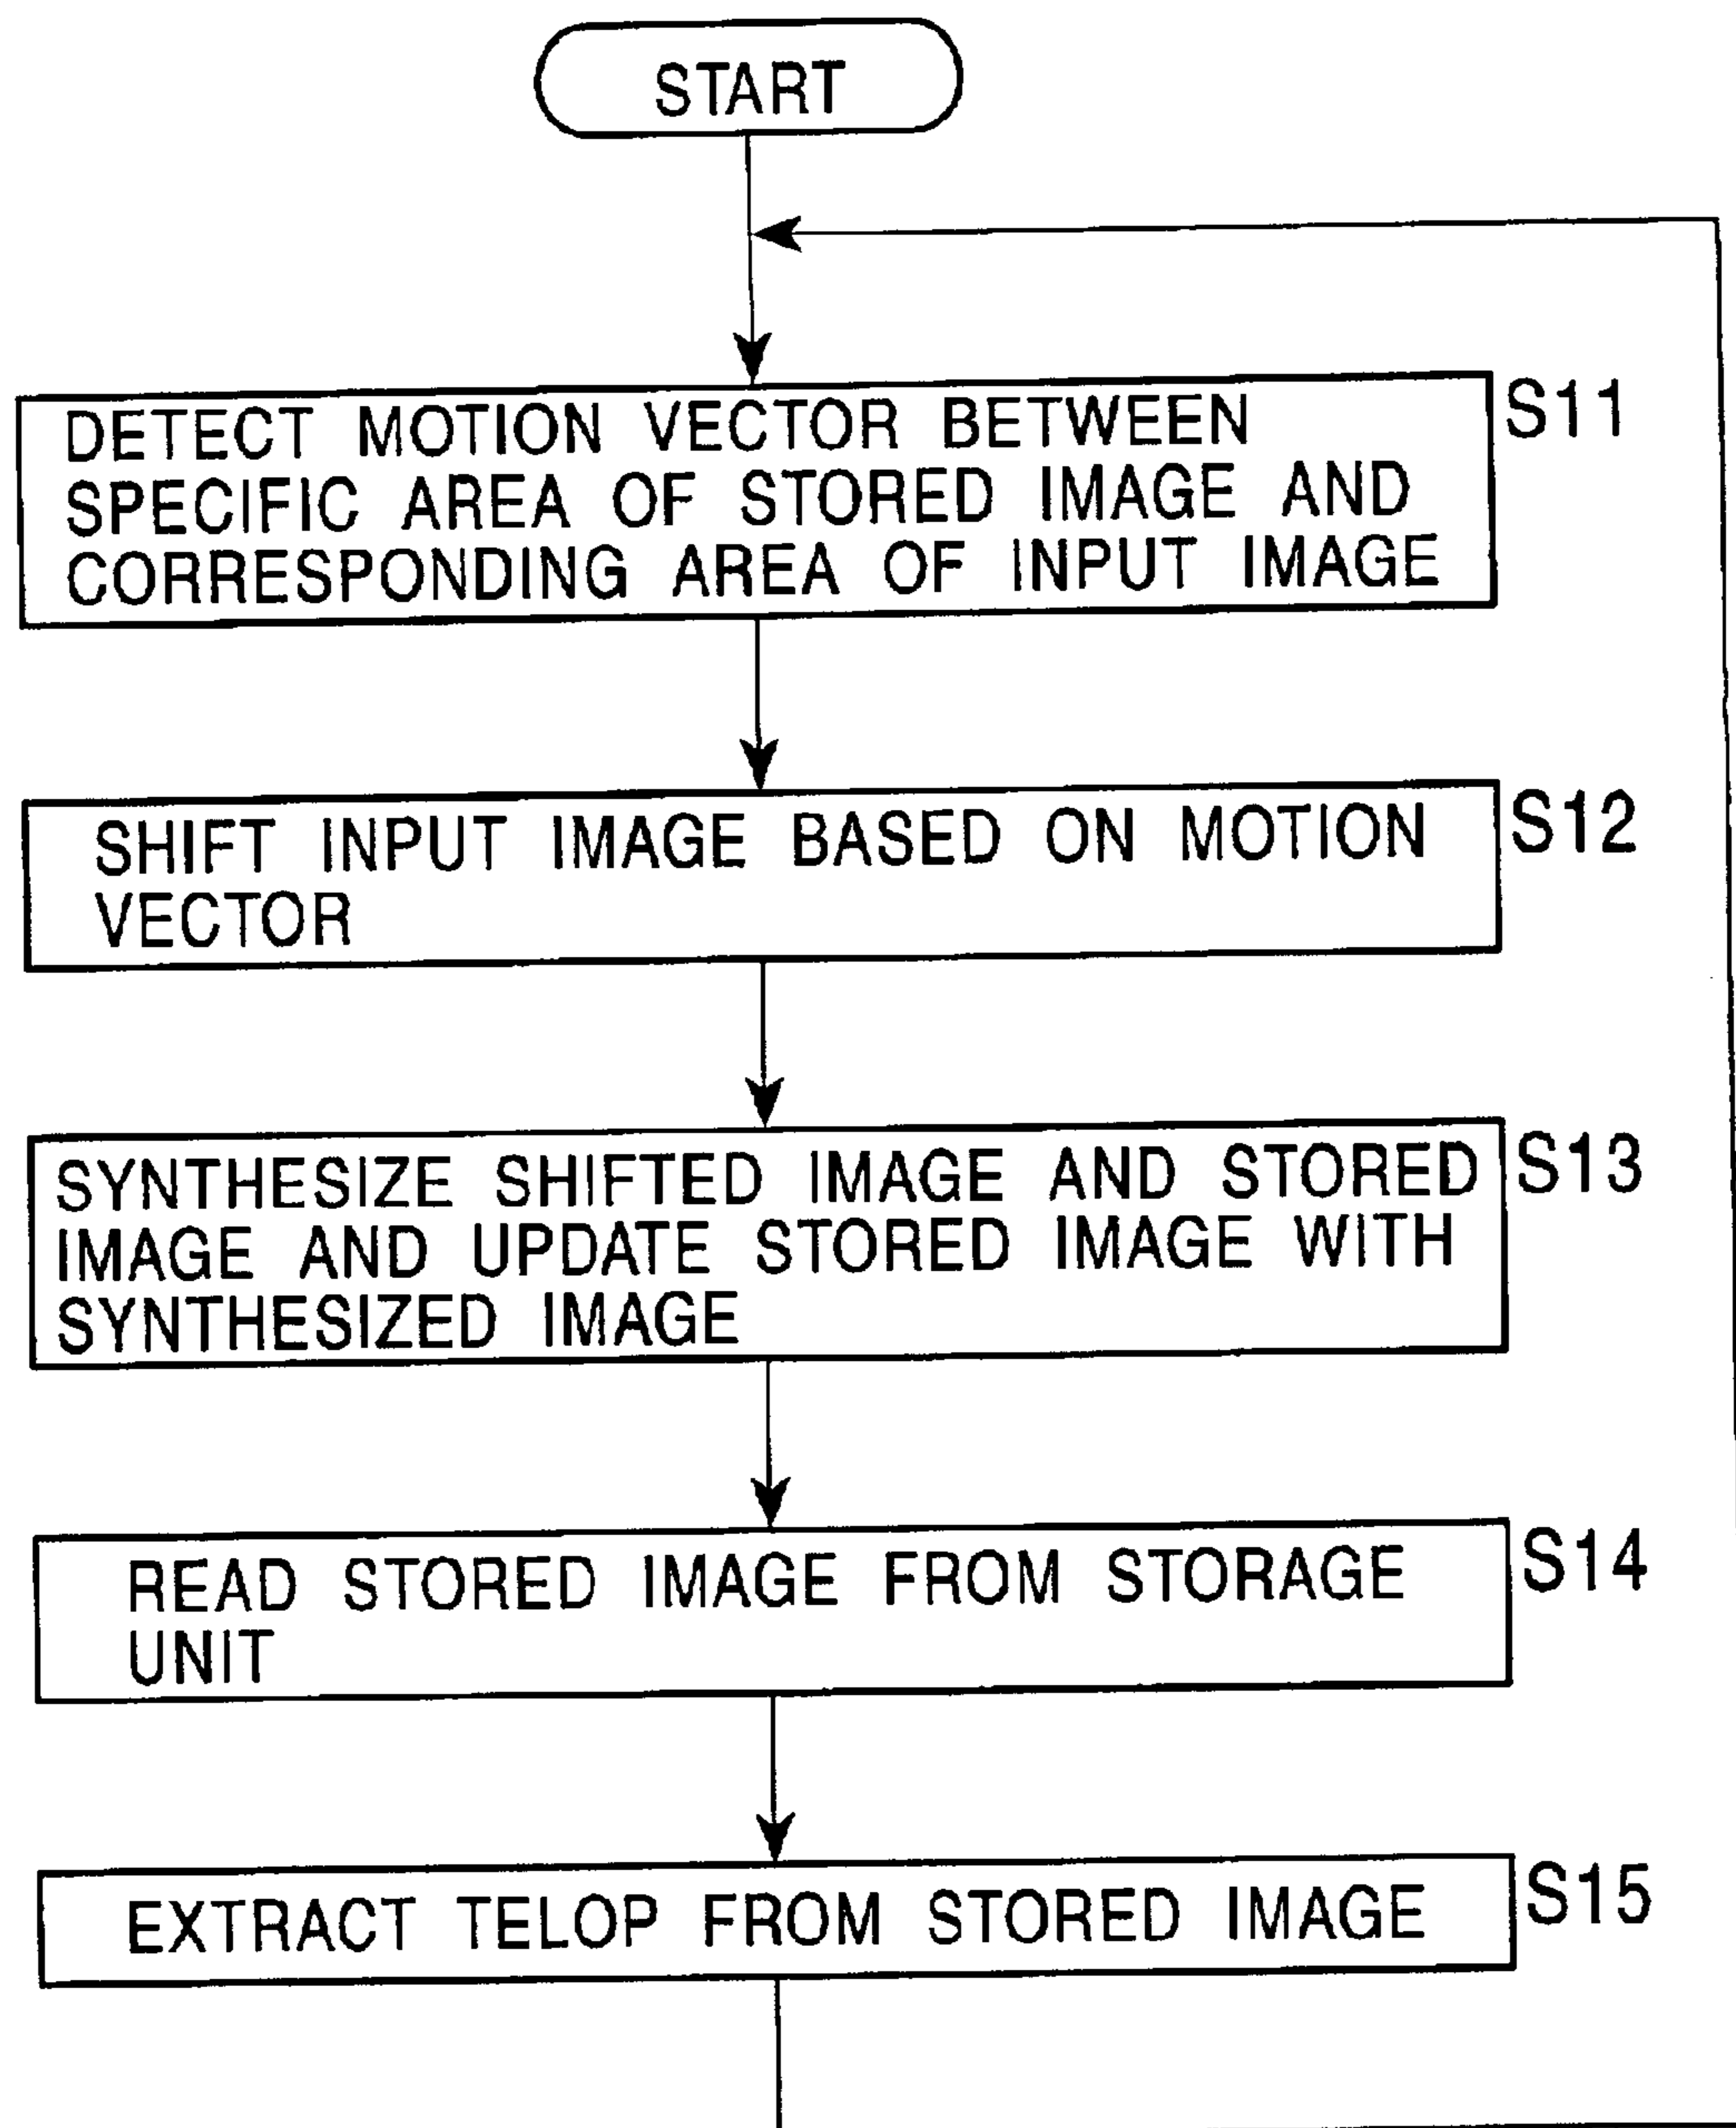 START
DETECT MOTION VECTOR BETWEEN S11
SPECIFIC AREA OF STORED IMAGE AND
CORRESPONDING AREA OF INPUT IMAGE
SHIFT INPUT IMAGE BASED ON MOTION S12
VECTOR
SYNTHESIZE SHIFTED IMAGE AND STORED S13
IMAGE AND UPDATE STORED IMAGE WITH
SYNTHESIZED IMAGE
READ STORED IMAGE FROM STORAGE S14
UNIT
EXTRACT TELOP FROM STORED IMAGE S15